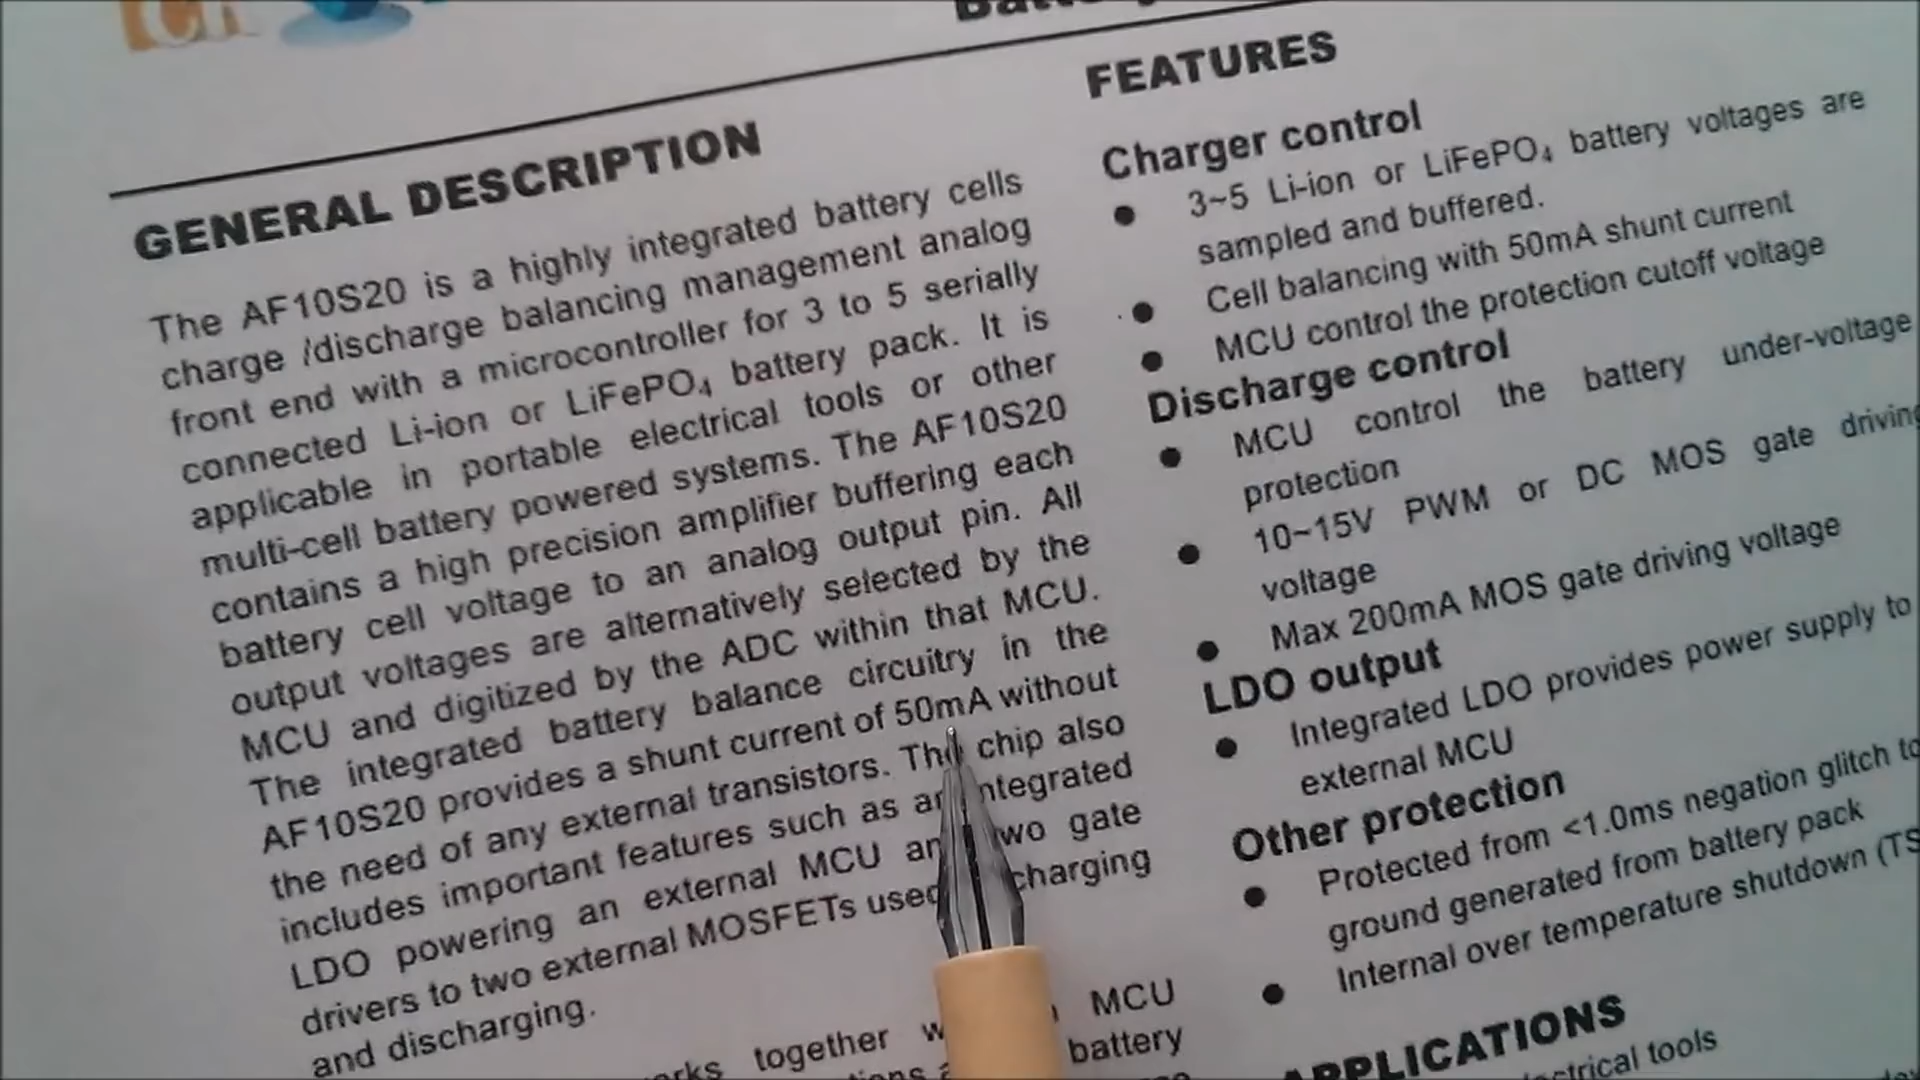 GENERAL DESCRIPTION
The AF10S20 is a highly integrated battery cells
charge /discharge balancing management analog
front end with a microcontroller for 3 to 5 serially
connected Li-ion or LiFePO₄ battery pack. It is
applicable in portable electrical tools or other
multi-cell battery powered systems. The AF10S20
contains a high precision amplifier buffering each
battery cell voltage to an analog output pin. All
output voltages are alternatively selected by the
MCU and digitized by the ADC within that MCU.
The integrated battery balance circuitry in the
AF10S20 provides a shunt current of 50mA without
the need of any external transistors. The chip also
includes important features such as an integrated
LDO powering an external MCU and two gate
drivers to two external MOSFETs used charging
and discharging.
together MCU
battery
FEATURES
Charger control
● 3~5 Li-ion or LiFePO₄ battery voltages are
sampled and buffered.
● Cell balancing with 50mA shunt current
● MCU control the protection cutoff voltage
Discharge control
● MCU control the battery under-voltage
protection
● 10~15V PWM or DC MOS gate driving
voltage
● Max 200mA MOS gate driving voltage
LDO output
● Integrated LDO provides power supply to
external MCU
Other protection
● Protected from <1.0ms negation glitch to
ground generated from battery pack
● Internal over temperature shutdown (TS
APPLICATIONS
ectrical tools